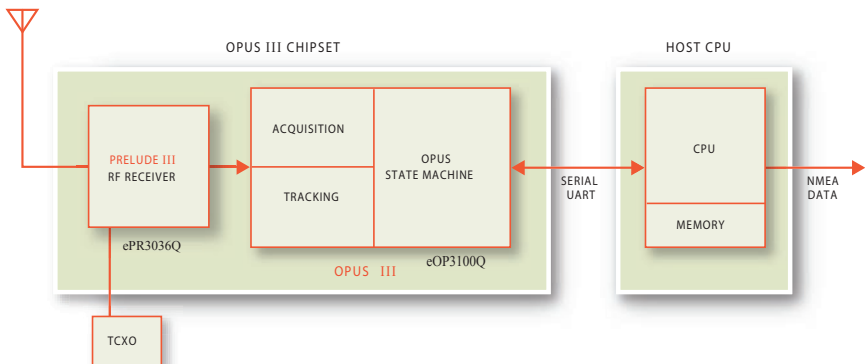 OPUS III CHIPSET
HOST CPU
PRELUDE III
RF RECEIVER
ACQUISITION
TRACKING
OPUS
STATE MACHINE
ePR3036Q
eOP3100Q
OPUS III
SERIAL
UART
CPU
MEMORY
NMEA
DATA
TCXO